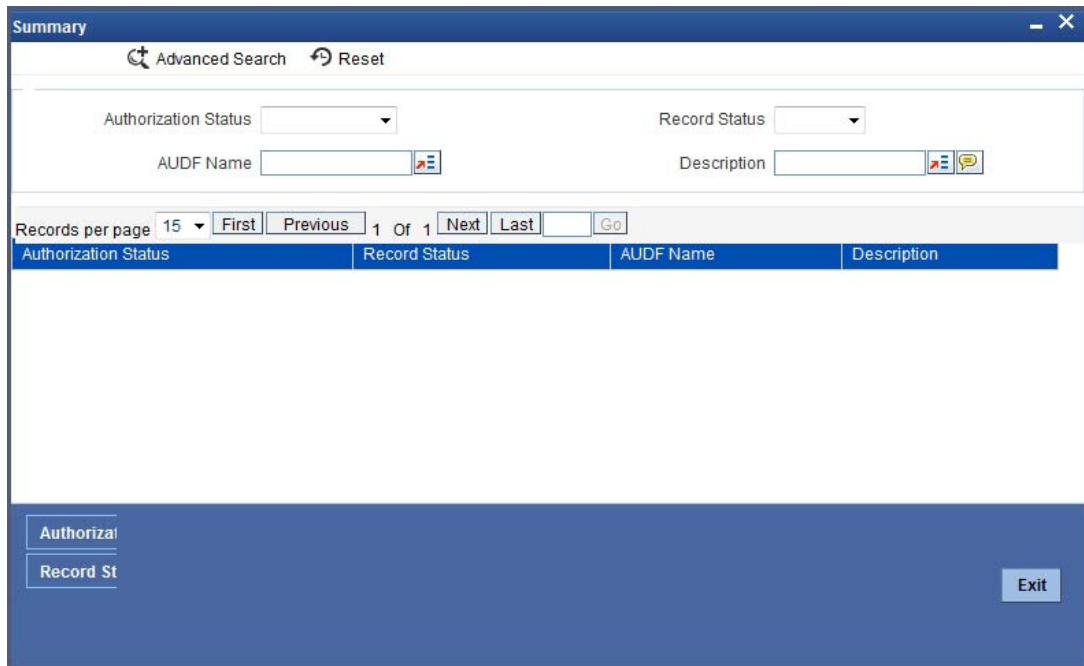 Summary
Advanced Search Reset
Authorization Status Record Status
AUDF Name Description
Records per page 15 First Previous 1 Of 1 Next Last Go
Authorization Status Record Status AUDF Name Description
Authorizat
Record St
Exit